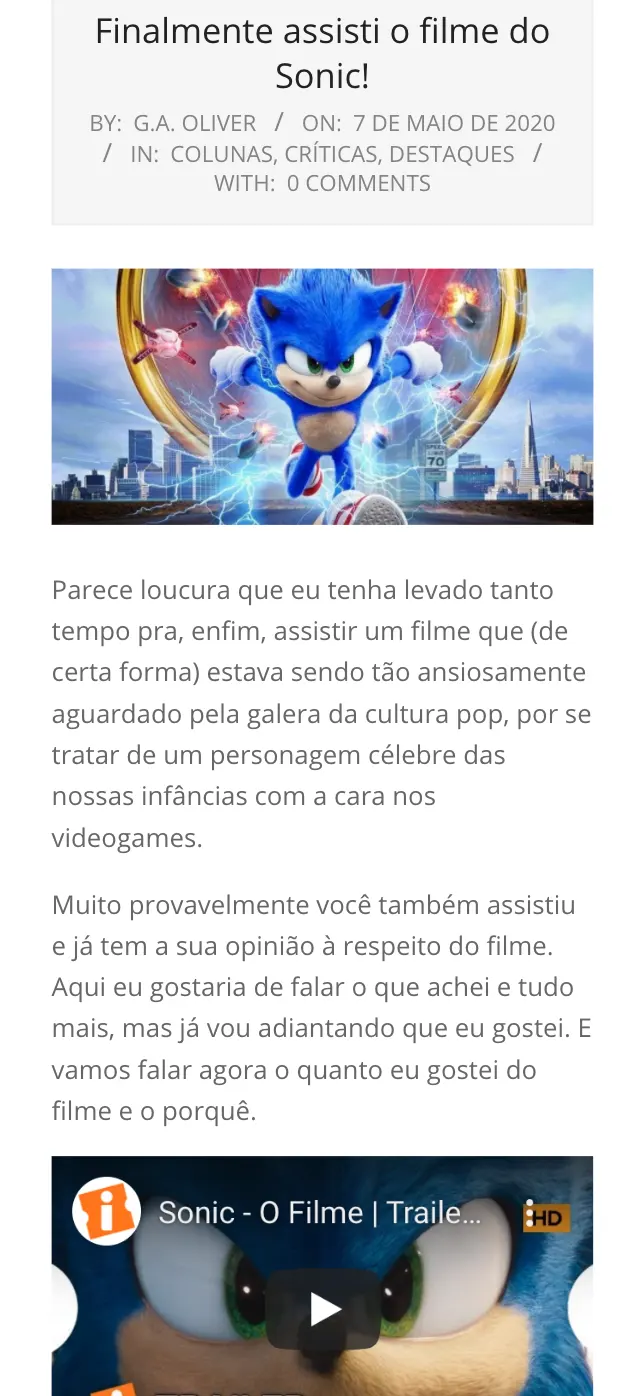 Finalmente assisti o filme do
Sonic!
BY: G.A. OLIVER / ON: 7 DE MAIO DE 2020
/ IN: COLUNAS, CRÍTICAS, DESTAQUES /
WITH: 0 COMMENTS
SPEED
LIMIT
70
Parece loucura que eu tenha levado tanto
tempo pra, enfim, assistir um filme que (de
certa forma) estava sendo tão ansiosamente
aguardado pela galera da cultura pop, por se
tratar de um personagem célebre das
nossas infâncias com a cara nos
videogames.
Muito provavelmente você também assistiu
e já tem a sua opinião à respeito do filme.
Aqui eu gostaria de falar o que achei e tudo
mais, mas já vou adiantando que eu gostei. E
vamos falar agora o quanto eu gostei do
filme e o porquê.
Sonic - O Filme | Traile...
HD